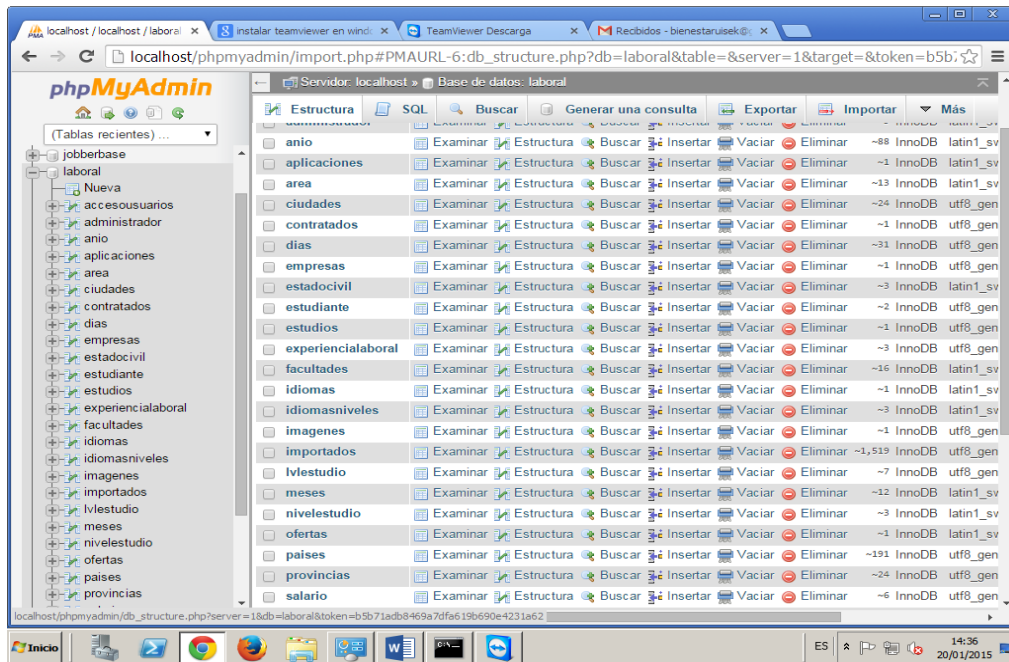 localhost / localhost / laboral
instalar teamviewer en windo
TeamViewer Descarga
Recibidos - bienestaruisek@g
localhost/phpmyadmin/import.php#PMAURL-6:db_structure.php?db=laboral&table=&server=1&target=&token=b5b7
phpMyAdmin
(Tablas recientes) ...
jobberbase
laboral
Nueva
accesousuarios
administrador
anio
aplicaciones
area
ciudades
contratados
dias
empresas
estadocivil
estudiante
estudios
experiencialaboral
facultades
idiomas
idiomasniveles
imagenes
importados
lvlestudio
meses
nivelestudio
ofertas
paises
provincias
Servidor: localhost » Base de datos: laboral
Estructura SQL Buscar Generar una consulta Exportar Importar Más
anio Examinar Estructura Buscar Insertar Vaciar Eliminar ~88 InnoDB latin1_sw
aplicaciones Examinar Estructura Buscar Insertar Vaciar Eliminar ~1 InnoDB latin1_sw
area Examinar Estructura Buscar Insertar Vaciar Eliminar ~13 InnoDB latin1_sw
ciudades Examinar Estructura Buscar Insertar Vaciar Eliminar ~24 InnoDB utf8_gen
contratados Examinar Estructura Buscar Insertar Vaciar Eliminar ~1 InnoDB utf8_gen
dias Examinar Estructura Buscar Insertar Vaciar Eliminar ~31 InnoDB utf8_gen
empresas Examinar Estructura Buscar Insertar Vaciar Eliminar ~1 InnoDB utf8_gen
estadocivil Examinar Estructura Buscar Insertar Vaciar Eliminar ~3 InnoDB latin1_sw
estudiante Examinar Estructura Buscar Insertar Vaciar Eliminar ~2 InnoDB utf8_gen
estudios Examinar Estructura Buscar Insertar Vaciar Eliminar ~1 InnoDB utf8_gen
experiencialaboral Examinar Estructura Buscar Insertar Vaciar Eliminar ~3 InnoDB utf8_gen
facultades Examinar Estructura Buscar Insertar Vaciar Eliminar ~16 InnoDB utf8_gen
idiomas Examinar Estructura Buscar Insertar Vaciar Eliminar ~1 InnoDB latin1_sw
idiomasniveles Examinar Estructura Buscar Insertar Vaciar Eliminar ~3 InnoDB latin1_sw
imagenes Examinar Estructura Buscar Insertar Vaciar Eliminar ~1 InnoDB utf8_gen
importados Examinar Estructura Buscar Insertar Vaciar Eliminar ~1,519 InnoDB utf8_gen
lvlestudio Examinar Estructura Buscar Insertar Vaciar Eliminar ~7 InnoDB utf8_gen
meses Examinar Estructura Buscar Insertar Vaciar Eliminar ~12 InnoDB latin1_sw
nivelestudio Examinar Estructura Buscar Insertar Vaciar Eliminar ~3 InnoDB latin1_sw
ofertas Examinar Estructura Buscar Insertar Vaciar Eliminar ~1 InnoDB latin1_sw
paises Examinar Estructura Buscar Insertar Vaciar Eliminar ~191 InnoDB utf8_gen
provincias Examinar Estructura Buscar Insertar Vaciar Eliminar ~24 InnoDB utf8_gen
salario Examinar Estructura Buscar Insertar Vaciar Eliminar ~6 InnoDB utf8_gen
localhost/phpmyadmin/db_structure.php?server=1&db=laboral&token=b5b71adb8469a7dfa619b690e4231a62
Inicio
ES
14:36
20/01/2015